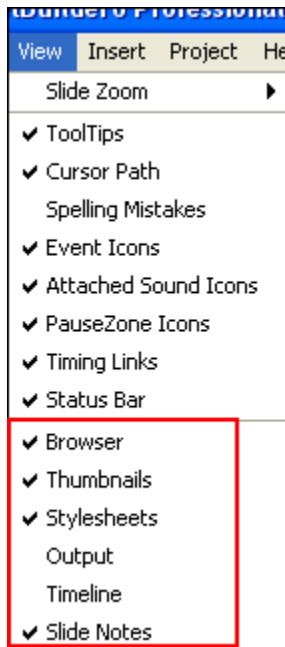 View Insert Project He
Slide Zoom
ToolTips
Cursor Path
Spelling Mistakes
Event Icons
Attached Sound Icons
PauseZone Icons
Timing Links
Status Bar
Browser
Thumbnails
Stylesheets
Output
Timeline
Slide Notes